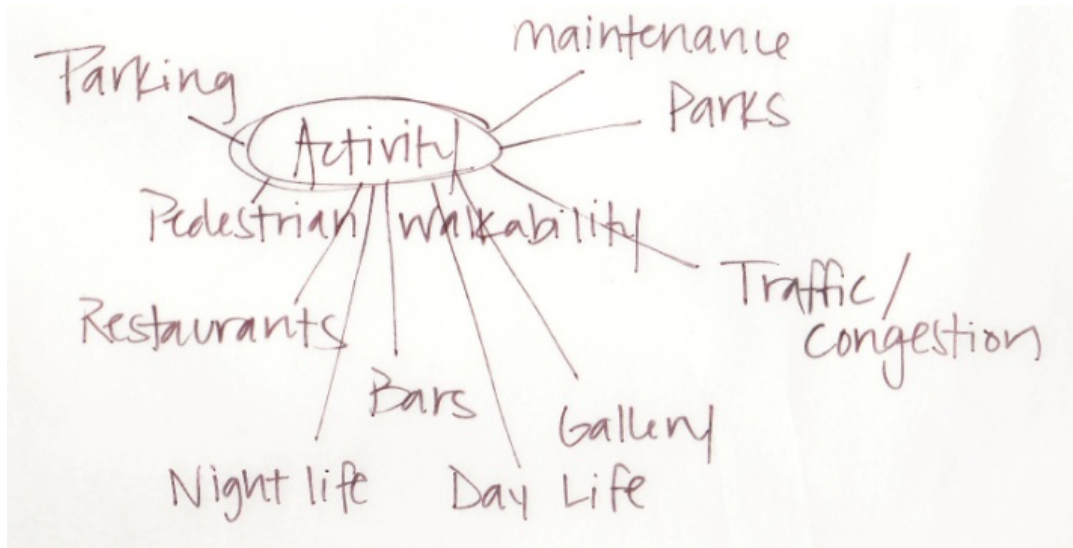 maintenance
Parking
Parks
Activity
Pedestrian walkability
Traffic/
congestion
Restaurants
Bars
Gallery
Night life
Day Life